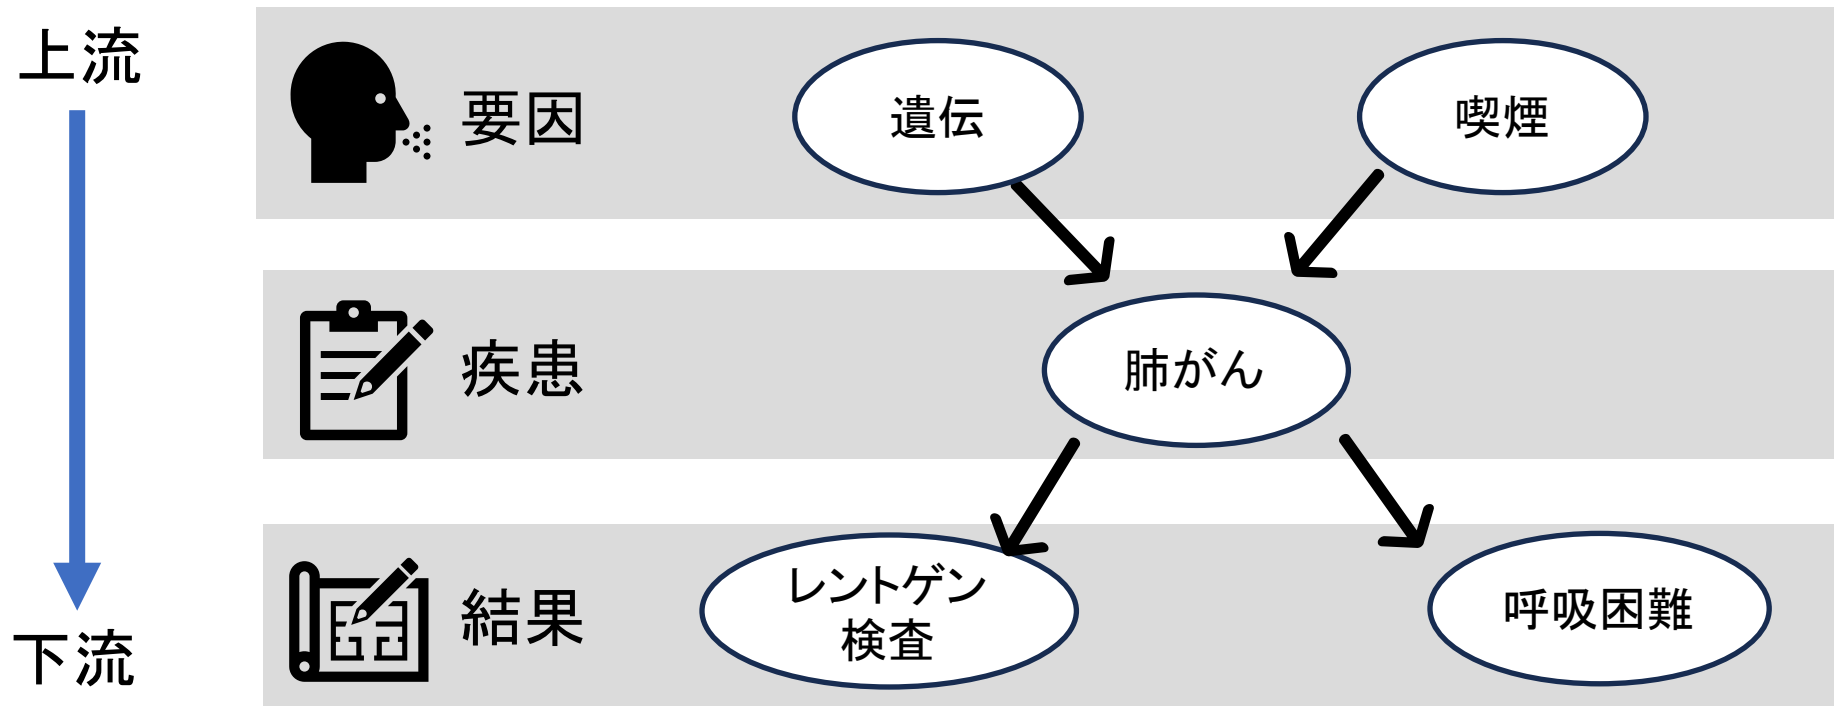 上流
要因
遺伝
喫煙
疾患
肺がん
結果
レントゲン
検査
呼吸困難
下流